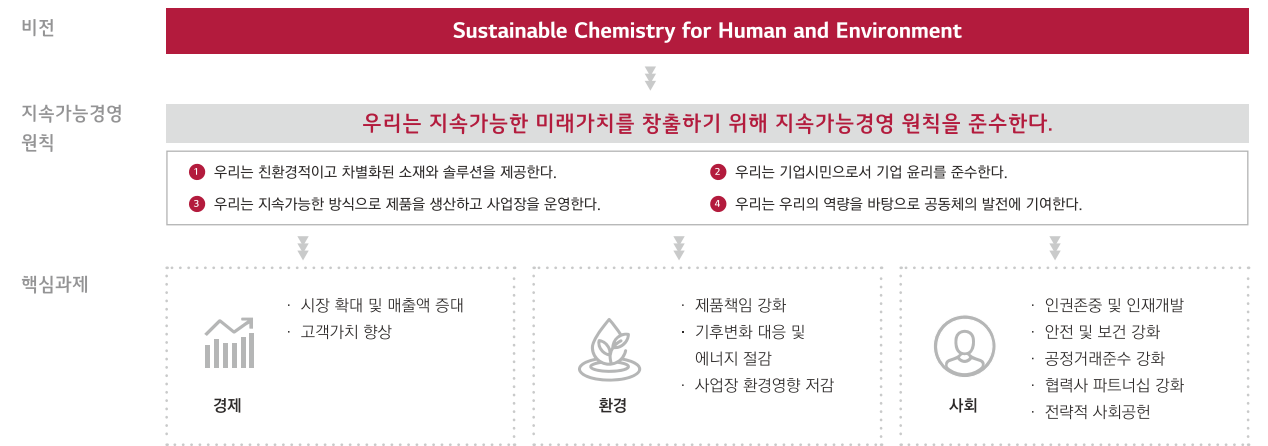 비전
Sustainable Chemistry for Human and Environment
지속가능경영
원칙
우리는 지속가능한 미래가치를 창출하기 위해 지속가능경영 원칙을 준수한다.
1 우리는 친환경적이고 차별화된 소재와 솔루션을 제공한다.
2 우리는 기업시민으로서 기업 윤리를 준수한다.
3 우리는 지속가능한 방식으로 제품을 생산하고 사업장을 운영한다.
4 우리는 우리의 역량을 바탕으로 공동체의 발전에 기여한다.
핵심과제
· 시장 확대 및 매출액 증대
· 고객가치 향상
경제
· 제품책임 강화
· 기후변화 대응 및
에너지 절감
· 사업장 환경영향 저감
환경
· 인권존중 및 인재개발
· 안전 및 보건 강화
· 공정거래준수 강화
· 협력사 파트너십 강화
· 전략적 사회공헌
사회